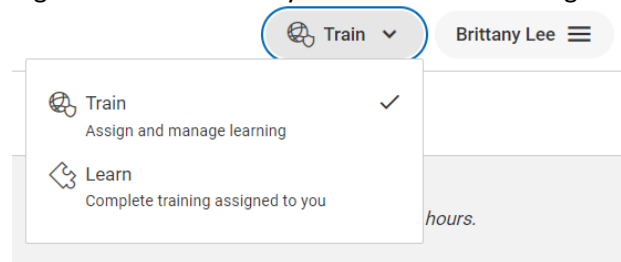 Train
Brittany Lee
Train
Assign and manage learning
Learn
Complete training assigned to you
hours.